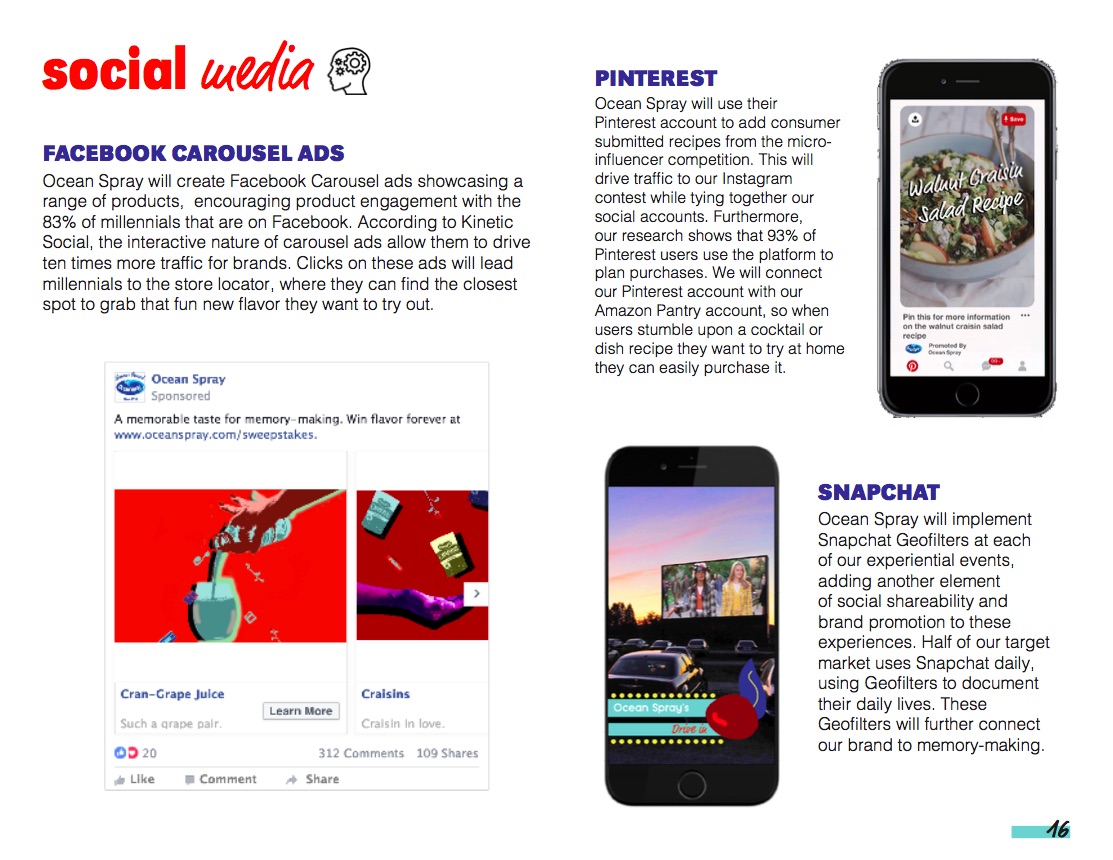 social media
FACEBOOK CAROUSEL ADS
Ocean Spray will create Facebook Carousel ads showcasing a
range of products,  encouraging product engagement with the
83% of millennials that are on Facebook. According to Kinetic
Social, the interactive nature of carousel ads allow them to drive
ten times more traffic for brands. Clicks on these ads will lead
millennials to the store locator, where they can find the closest
spot to grab that fun new flavor they want to try out.
Ocean Spray
Sponsored
A memorable taste for memory-making. Win flavor forever at
www.oceanspray.com/sweepstakes.
Cran-Grape Juice
Such a grape pair.
Learn More
Craisins
Craisin in love.
20
312 Comments 109 Shares
Like Comment Share
PINTEREST
Ocean Spray will use their
Pinterest account to add consumer
submitted recipes from the micro-
influencer competition. This will
drive traffic to our Instagram
contest while tying together our
social accounts. Furthermore,
our research shows that 93% of
Pinterest users use the platform to
plan purchases. We will connect
our Pinterest account with our
Amazon Pantry account, so when
users stumble upon a cocktail or
dish recipe they want to try at home
they can easily purchase it.
Save
Walnut Craisin
Salad Recipe
Pin this for more information
on the walnut craisin salad
recipe
Promoted By
Ocean Spray
Ocean Spray's
Drive in
SNAPCHAT
Ocean Spray will implement
Snapchat Geofilters at each
of our experiential events,
adding another element
of social shareability and
brand promotion to these
experiences. Half of our target
market uses Snapchat daily,
using Geofilters to document
their daily lives. These
Geofilters will further connect
our brand to memory-making.
16